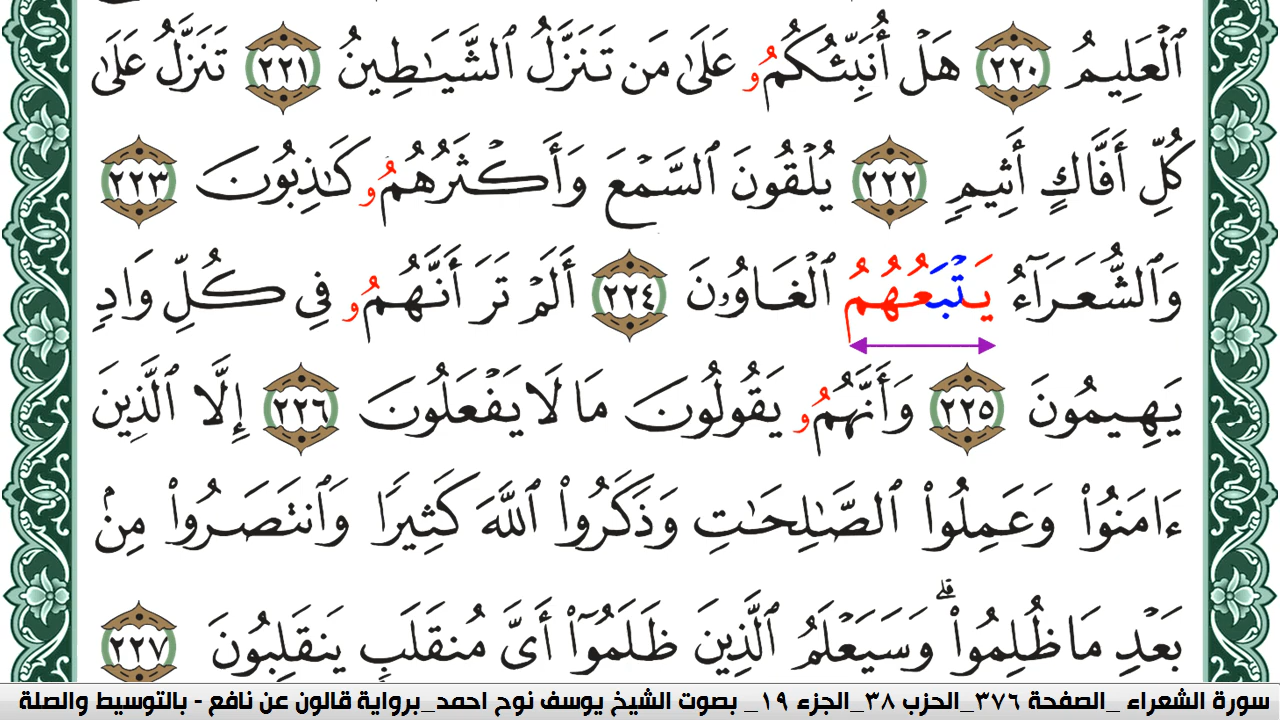 ٱلۡعَلِيمُ ٢٢٠ هَلۡ أُنَبِّئُكُمُۥ عَلَىٰ مَن تَنَزَّلُ ٱلشَّيَٰطِينُ ٢٢١ تَنَزَّلُ عَلَىٰ
كُلِّ أَفَّاكٍ أَثِيمٖ ٢٢٢ يُلۡقُونَ ٱلسَّمۡعَ وَأَكۡثَرُهُمُۥ كَٰذِبُونَ ٢٢٣
وَٱلشُّعَرَآءُ يَتۡبَعُهُمُ ٱلۡغَاوُۥنَ ٢٢٤ أَلَمۡ تَرَ أَنَّهُمُۥ فِي كُلِّ وَادٖ
يَهِيمُونَ ٢٢٥ وَأَنَّهُمُۥ يَقُولُونَ مَا لَا يَفۡعَلُونَ ٢٢٦ إِلَّا ٱلَّذِينَ
ءَامَنُواْ وَعَمِلُواْ ٱلصَّٰلِحَٰتِ وَذَكَرُواْ ٱللَّهَ كَثِيرٗا وَٱنتَصَرُواْ مِنۢ
بَعۡدِ مَا ظُلِمُواْۗ وَسَيَعۡلَمُ ٱلَّذِينَ ظَلَمُوٓاْ أَيَّ مُنقَلَبٖ يَنقَلِبُونَ ٢٢٧
سورة الشعراء _الصفحة ٣٧٦_الحزب ٣٨_الجزء ١٩_ بصوت الشيخ يوسف نوح احمد_برواية قالون عن نافع - بالتوسيط والصلة